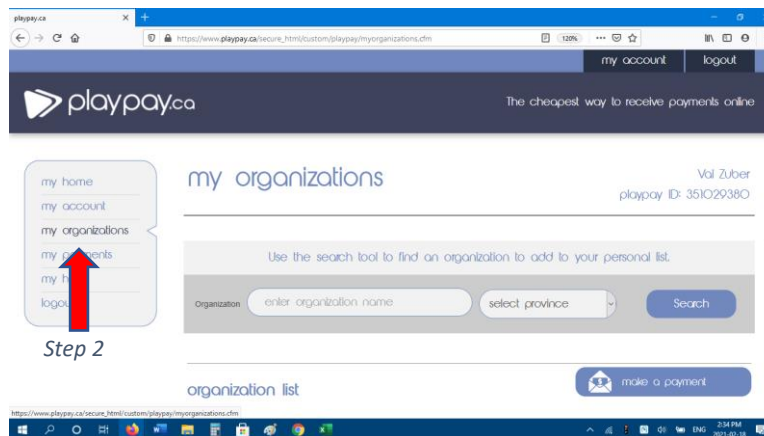 playpay.ca
https://www.playpay.ca/secure_html/custom/playpay/myorganizations.cfm
120%
my account logout
playpay.ca
The cheapest way to receive payments online
my home
my account
my organizations
logout
Step 2
my organizations
Val Zuber
playpay ID: 351029380
Use the search tool to find an organization to add to your personal list.
Organization
enter organization name
select province
Search
organization list
make a payment
https://www.playpay.ca/secure_html/custom/playpay/myorganizations.cfm
ENG
2:34 PM
2021-02-18